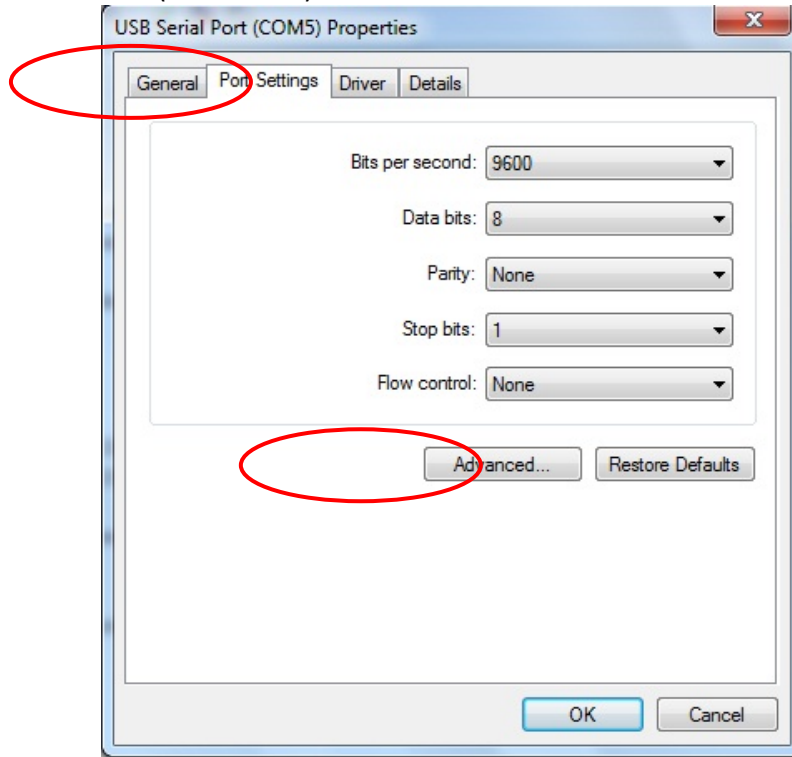 USB Serial Port (COM5) Properties
General Port Settings Driver Details
Bits per second: 9600
Data bits: 8
Parity: None
Stop bits: 1
Flow control: None
Advanced... Restore Defaults
OK Cancel